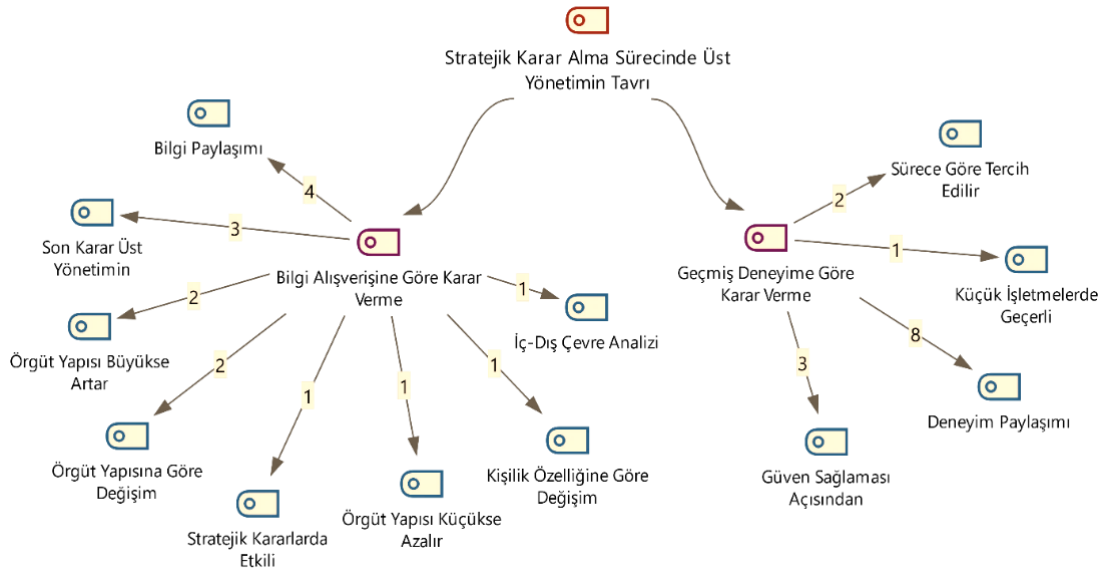 Stratejik Karar Alma Sürecinde Üst
Yönetimin Tavrı
Bilgi Paylaşımı
4
Son Karar Üst
Yönetimin
3
Bilgi Alışverişine Göre Karar
Verme
2
Örgüt Yapısı Büyükse
Artar
2
Örgüt Yapısına Göre
Değişim
1
Stratejik Kararlarda
Etkili
1
Örgüt Yapısı Küçükse
Azalır
1
Kişilik Özelliğine Göre
Değişim
1
İç-Dış Çevre Analizi
Geçmiş Deneyime Göre
Karar Verme
2
Sürece Göre Tercih
Edilir
1
Küçük İşletmelerde
Geçerli
8
Deneyim Paylaşımı
3
Güven Sağlaması
Açısından